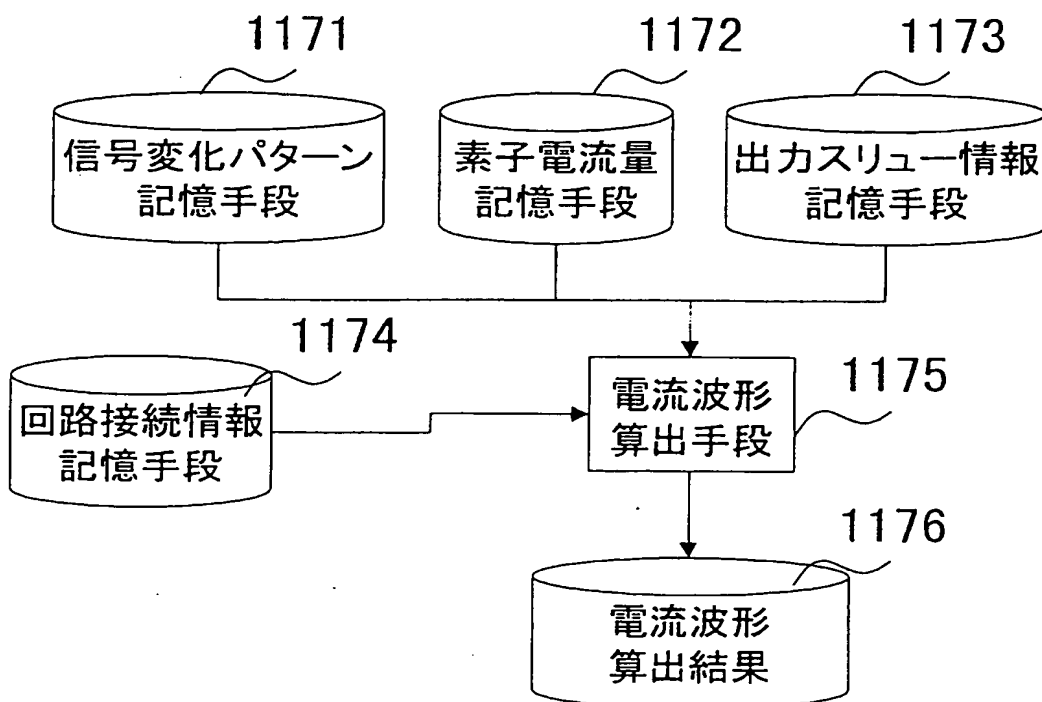 1171
1172
1173
信号変化パターン
記憶手段
素子電流量
記憶手段
出力スリュー情報
記憶手段
1174
回路接続情報
記憶手段
1175
電流波形
算出手段
1176
電流波形
算出結果